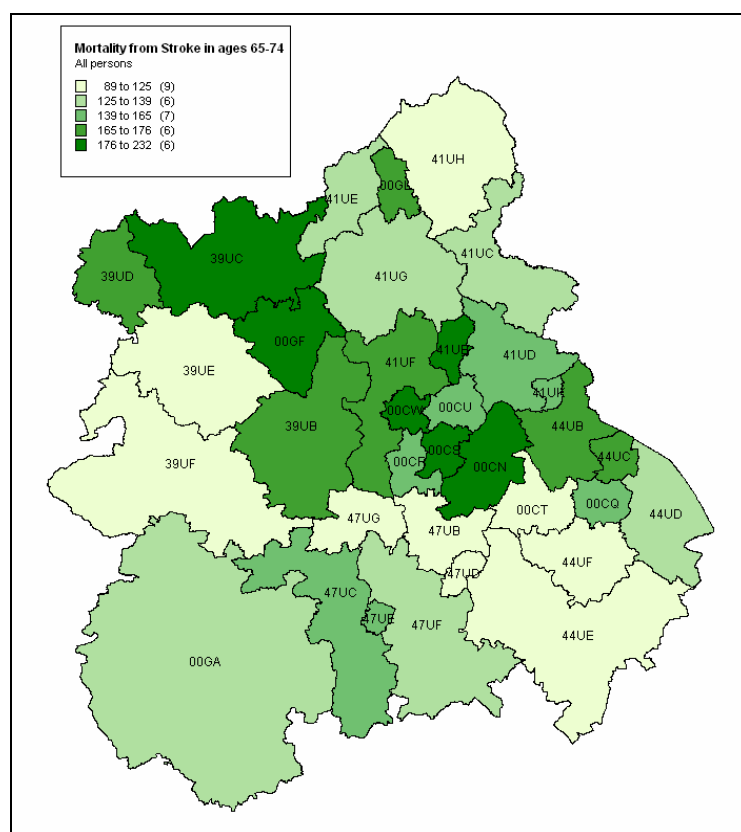 Mortality from Stroke in ages 65-74
All persons
89 to 125 (9)
125 to 139 (6)
139 to 165 (7)
165 to 176 (6)
176 to 232 (6)
41UH
00GL
41UE
41UC
39UC
39UD
41UG
00GF
41UF
41UB
41UD
39UE
41UK
00CW
00CU
39UB
44UB
00CS
00CR
00CN
44UC
39UF
00CT
00CQ
44UD
47UG
47UB
44UF
47UD
47UC
47UE
47UF
44UE
00GA